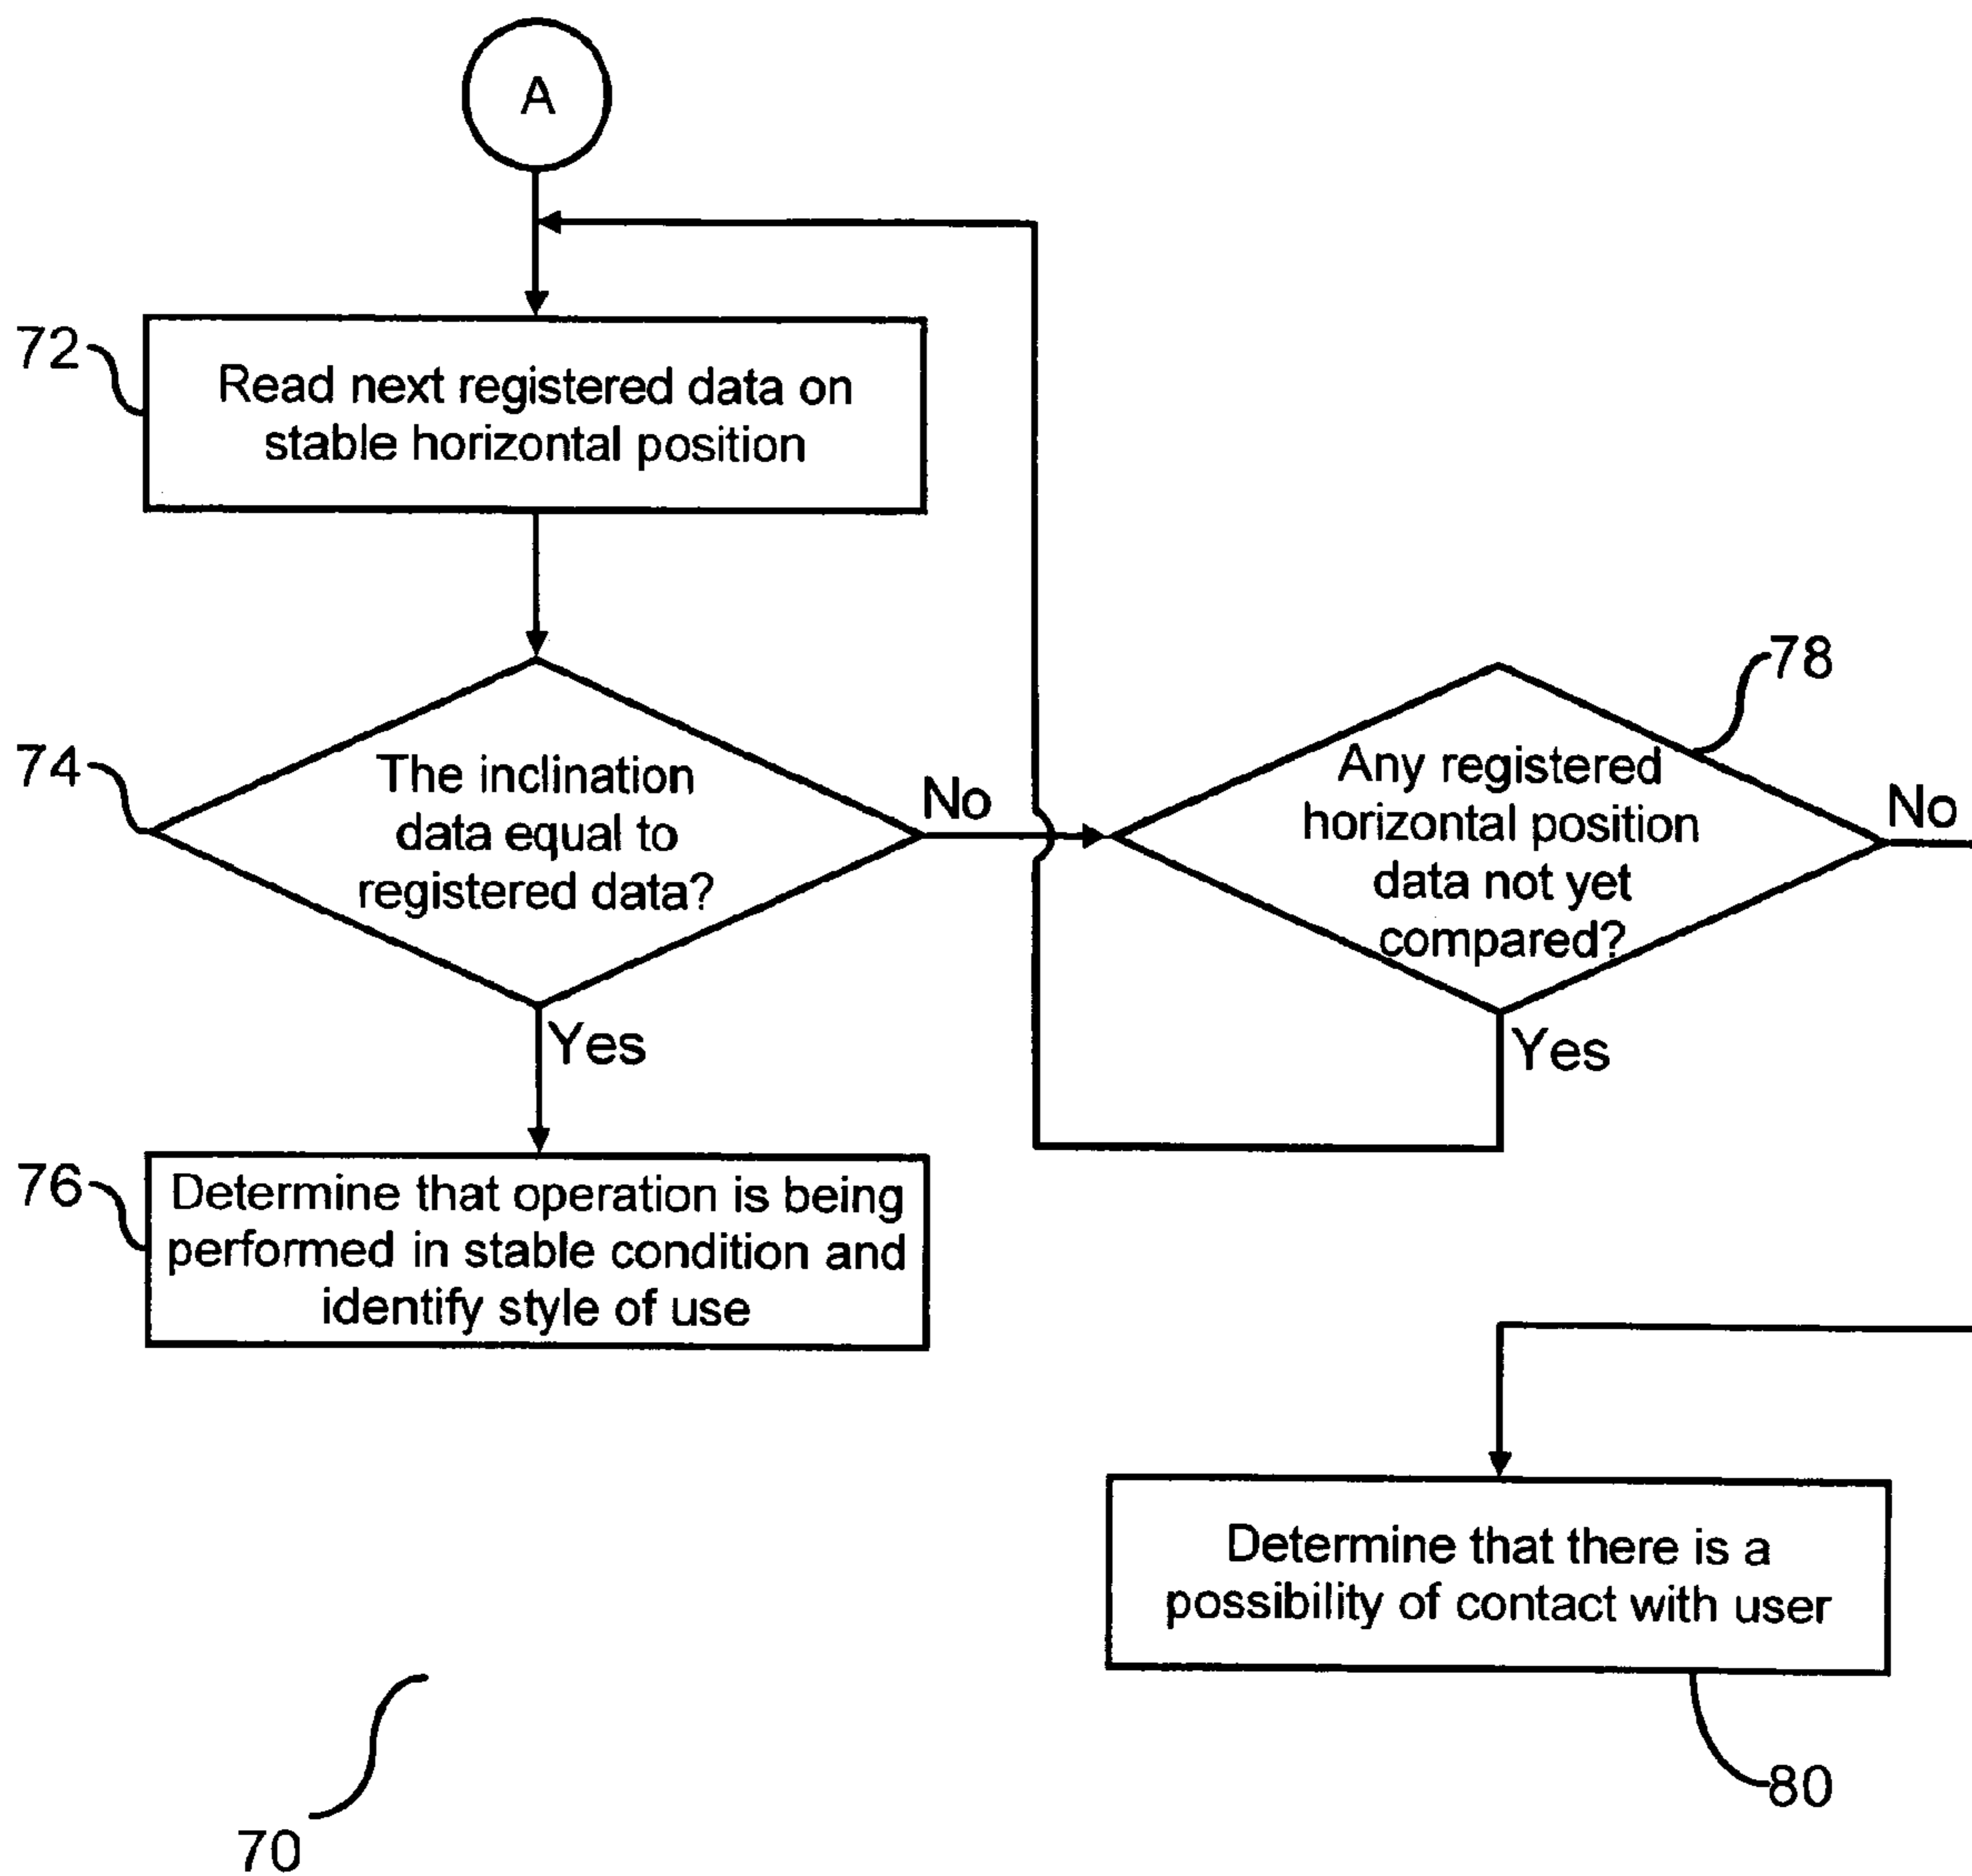 A
72
Read next registered data on
stable horizontal position
74
The inclination
data equal to
registered data?
No
Yes
78
Any registered
horizontal position
data not yet
compared?
No
Yes
76
Determine that operation is being
performed in stable condition and
identify style of use
Determine that there is a
possibility of contact with user
80
70